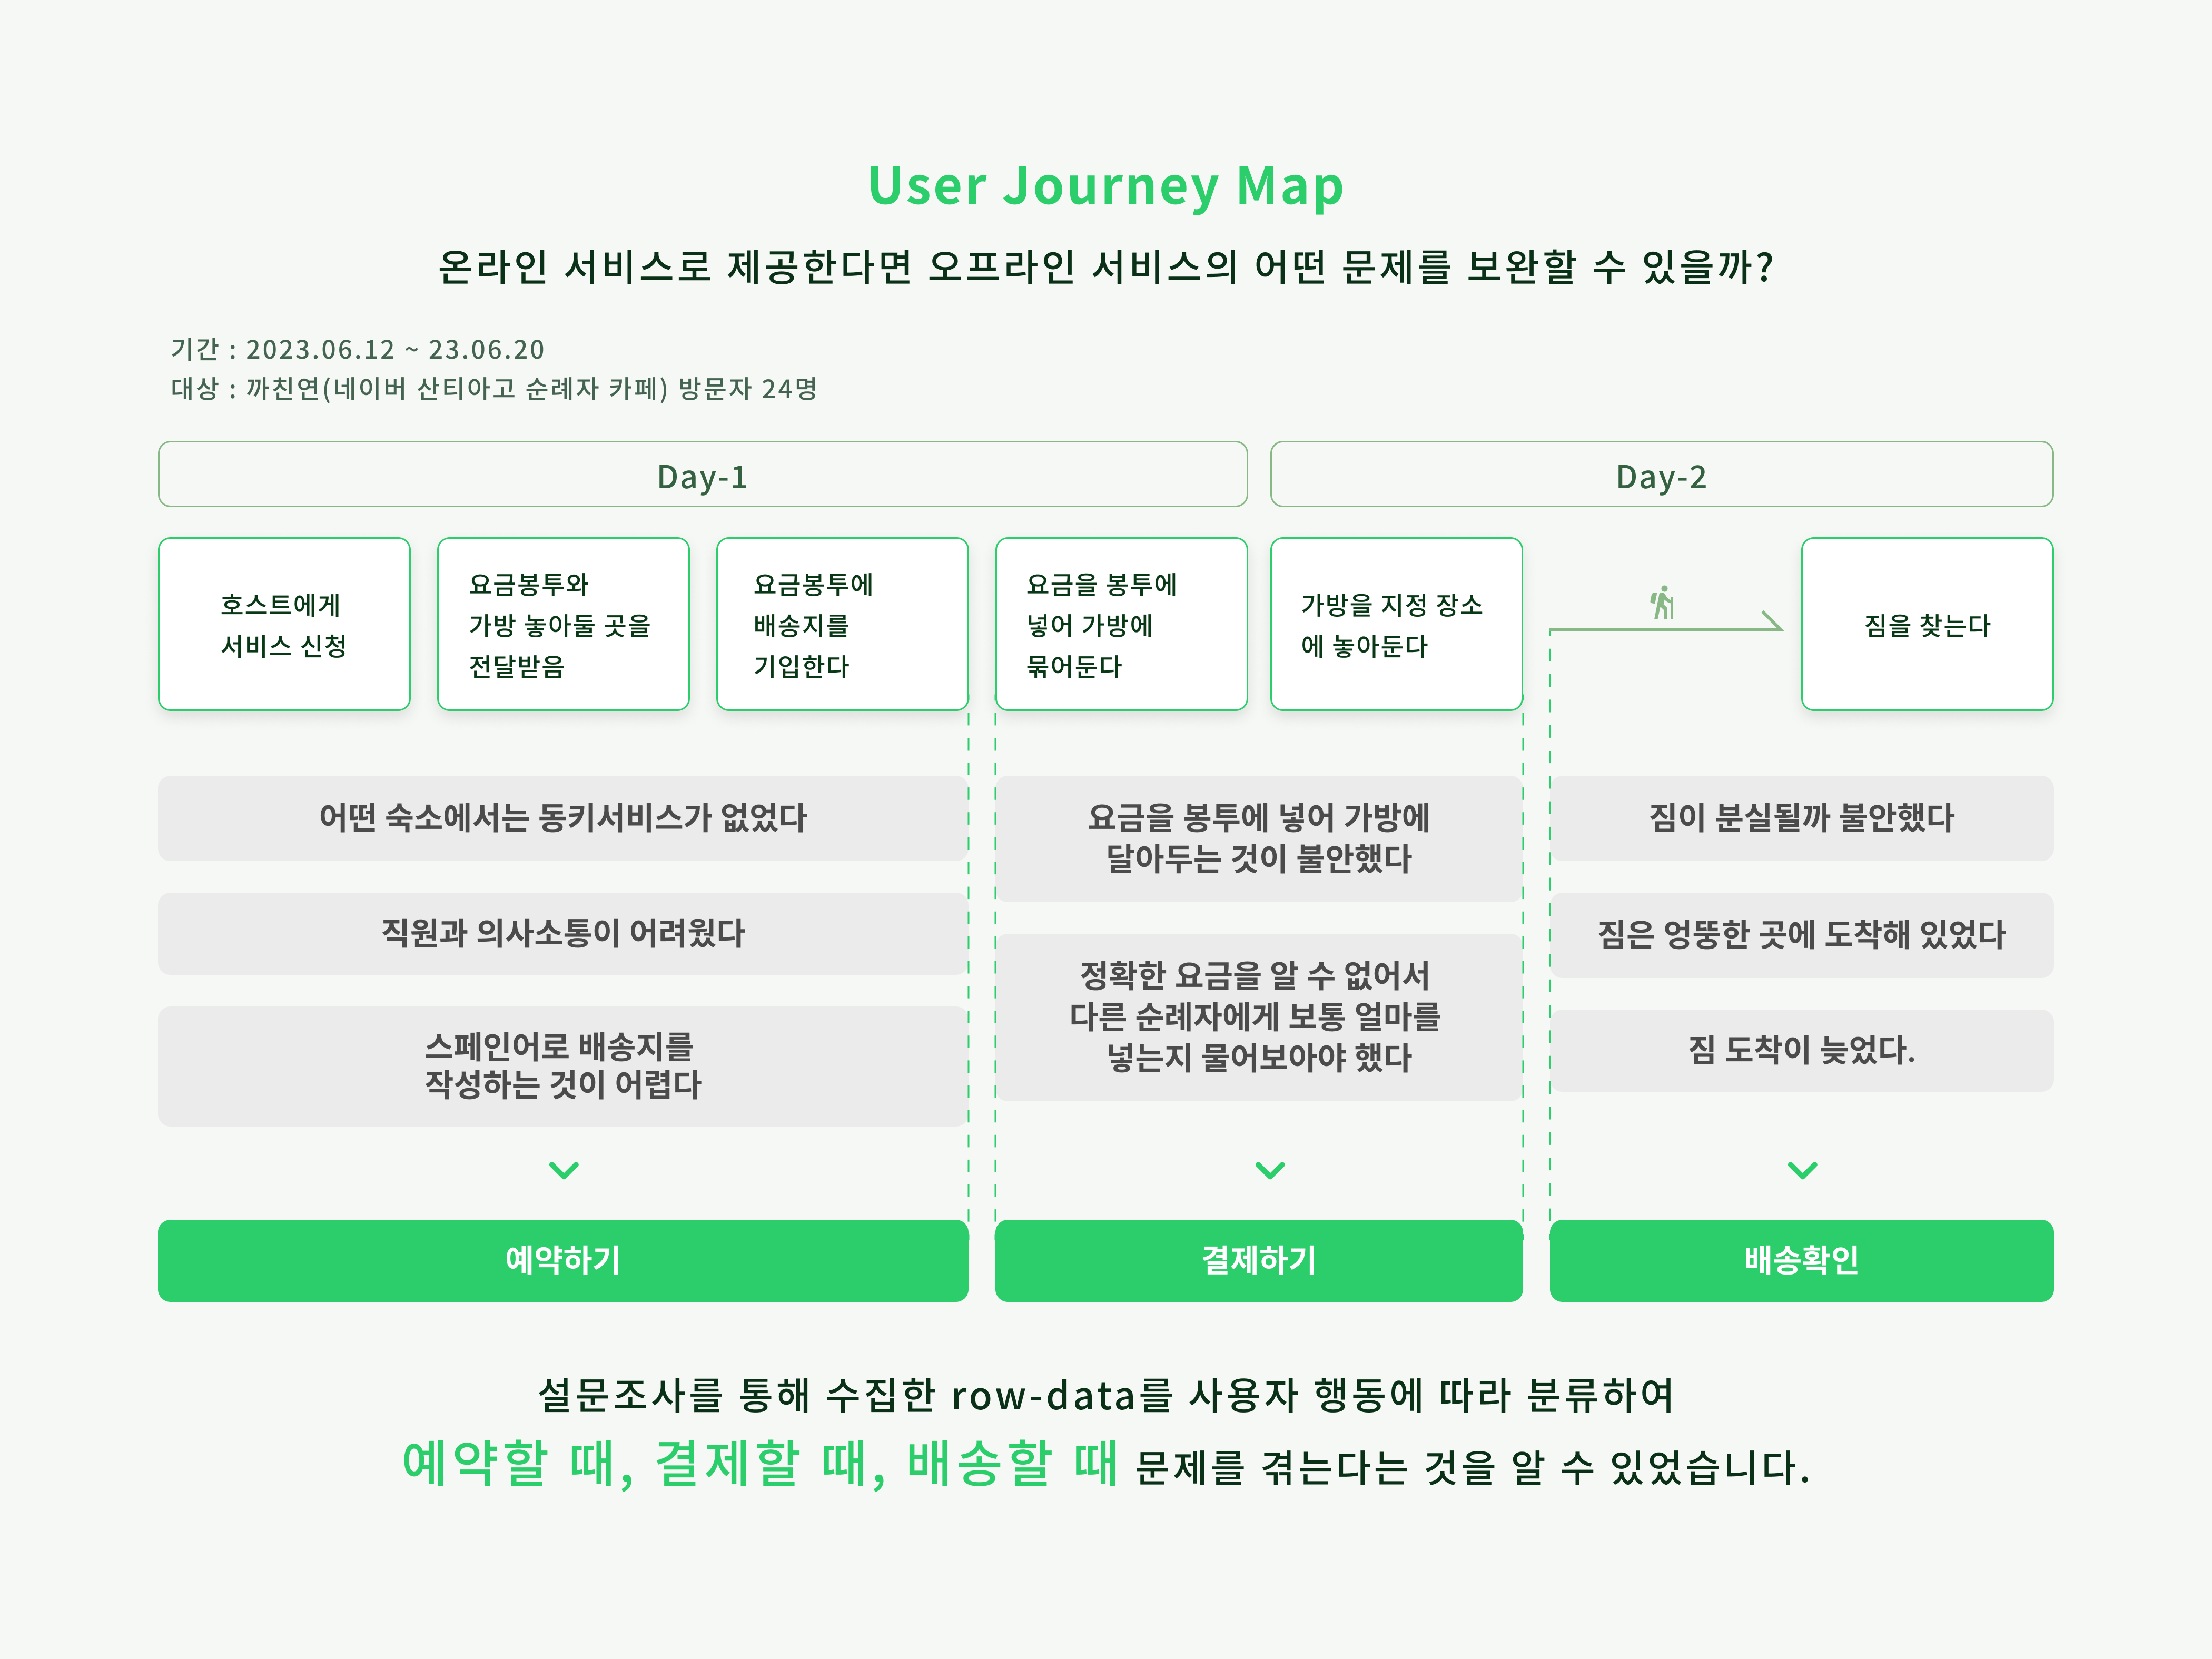 User Journey Map
온라인 서비스로 제공한다면 오프라인 서비스의 어떤 문제를 보완할 수 있을까?
기간 : 2023.06.12 ~ 23.06.20
대상 : 까친연(네이버 산티아고 순례자 카페) 방문자 24명
Day-1
Day-2
호스트에게
서비스 신청
요금봉투와
가방 놓아둘 곳을
전달받음
요금봉투에
배송지를
기입한다
요금을 봉투에
넣어 가방에
묶어둔다
가방을 지정 장소
에 놓아둔다
짐을 찾는다
어떤 숙소에서는 동키서비스가 없었다
직원과 의사소통이 어려웠다
스페인어로 배송지를
작성하는 것이 어렵다
요금을 봉투에 넣어 가방에
달아두는 것이 불안했다
정확한 요금을 알 수 없어서
다른 순례자에게 보통 얼마를
넣는지 물어보아야 했다
짐이 분실될까 불안했다
짐은 엉뚱한 곳에 도착해 있었다
짐 도착이 늦었다.
예약하기
결제하기
배송확인
설문조사를 통해 수집한 row-data를 사용자 행동에 따라 분류하여
예약할 때, 결제할 떄, 배송할 때 문제를 겪는다는 것을 알 수 있었습니다.